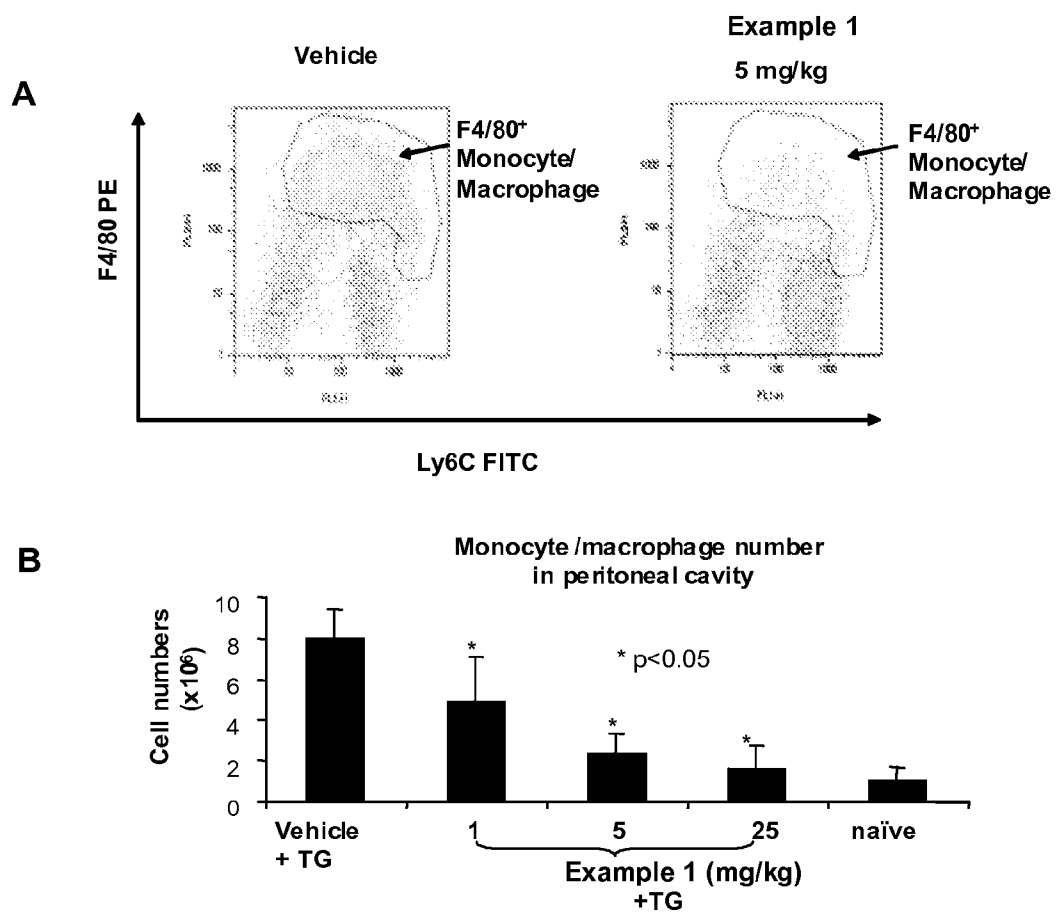 A
Vehicle
Example 1
5 mg/kg
F4/80 PE
F4/80+
Monocyte/
Macrophage
F4/80+
Monocyte/
Macrophage
Ly6C FITC
B
Monocyte/macrophage number
in peritoneal cavity
Cell numbers
(x10⁶)
10
8
6
4
2
0
*
*
*
* p<0.05
Vehicle
+ TG
1
5
25
naïve
Example 1 (mg/kg)
+TG